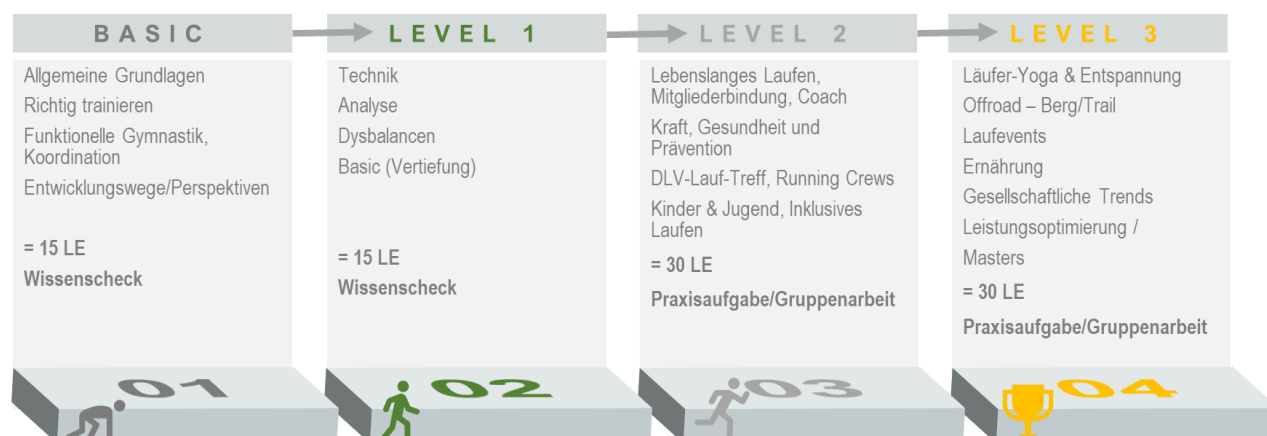 BASIC
Allgemeine Grundlagen
Richtig trainieren
Funktionelle Gymnastik,
Koordination
Entwicklungswege/Perspektiven
= 15 LE
Wissenscheck
01
LEVEL 1
Technik
Analyse
Dysbalancen
Basic (Vertiefung)
= 15 LE
Wissenscheck
02
LEVEL 2
Lebenslanges Laufen,
Mitgliederbindung, Coach
Kraft, Gesundheit und
Prävention
DLV-Lauf-Treff, Running Crews
Kinder & Jugend, Inklusives
Laufen
= 30 LE
Praxisaufgabe/Gruppenarbeit
03
LEVEL 3
Läufer-Yoga & Entspannung
Offroad – Berg/Trail
Laufevents
Ernährung
Gesellschaftliche Trends
Leistungsoptimierung /
Masters
= 30 LE
Praxisaufgabe/Gruppenarbeit
04